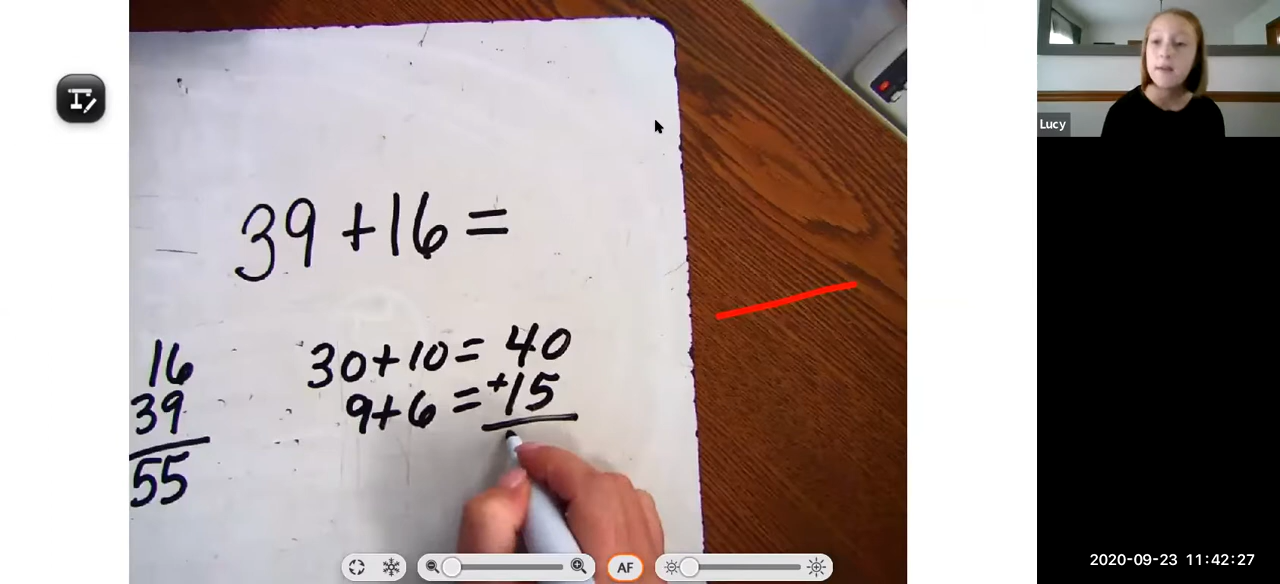 Lucy
39 + 16 =
16
39
55
30 + 10 = 40
9 + 6 = +15
AF
2020-09-23 11:42:27